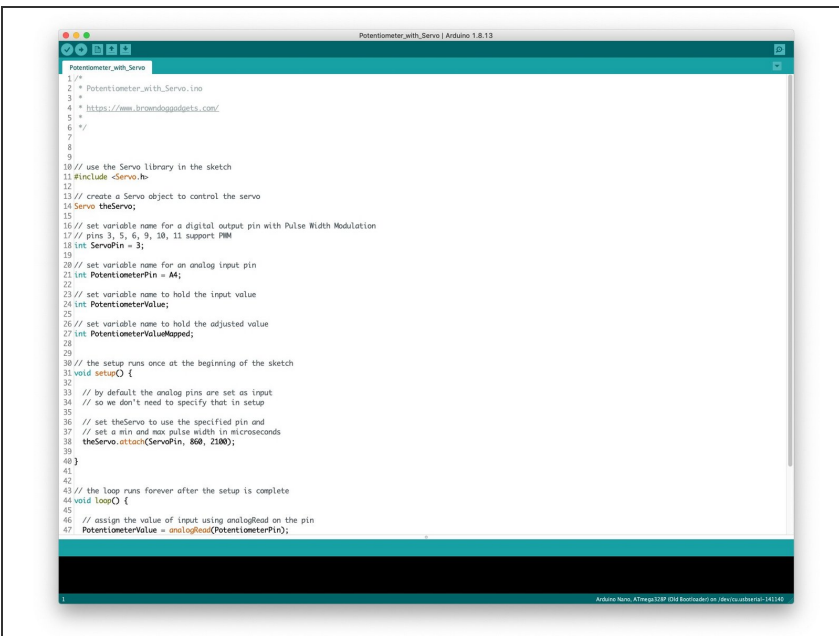 Potentiometer_with_Servo | Arduino 1.8.13
Potentiometer_with_Servo
1 /*
2  * Potentiometer_with_Servo.ino
3  *
4  * https://www.browndoggadgets.com/
5  *
6  */
7
8
9
10 // use the Servo library in the sketch
11 #include <Servo.h>
12
13 // create a Servo object to control the servo
14 Servo theServo;
15
16 // set variable name for a digital output pin with Pulse Width Modulation
17 // pins 3, 5, 6, 9, 10, 11 support PWM
18 int ServoPin = 3;
19
20 // set variable name for an analog input pin
21 int PotentiometerPin = A4;
22
23 // set variable name to hold the input value
24 int PotentiometerValue;
25
26 // set variable name to hold the adjusted value
27 int PotentiometerValueMapped;
28
29
30 // the setup runs once at the beginning of the sketch
31 void setup() {
32
33   // by default the analog pins are set as input
34   // so we don't need to specify that in setup
35
36   // set theServo to use the specified pin and
37   // set a min and max pulse width in microseconds
38   theServo.attach(ServoPin, 860, 2100);
39
40 }
41
42
43 // the loop runs forever after the setup is complete
44 void loop() {
45
46   // assign the value of input using analogRead on the pin
47   PotentiometerValue = analogRead(PotentiometerPin);
1
Arduino Nano, ATmega328P (Old Bootloader) on /dev/cu.usbserial-141140